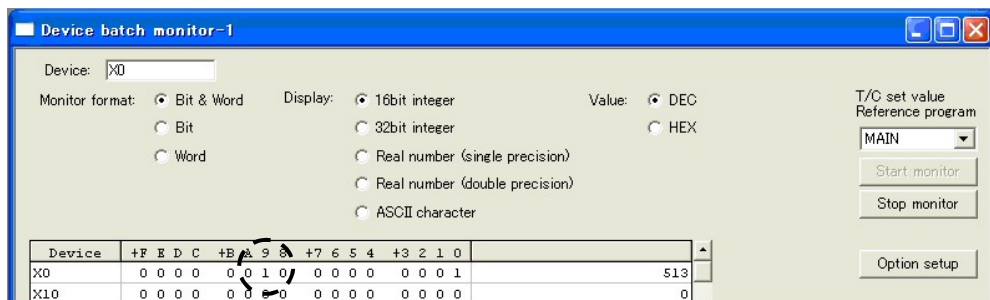 Device batch monitor-1
Device: X0
Monitor format: Bit & Word Display: 16bit integer Value: DEC T/C set value
Bit 32bit integer HEX Reference program
Word Real number (single precision) MAIN
Real number (double precision) Start monitor
ASCII character Stop monitor
Device +F E D C +B A 9 8 +7 6 5 4 +3 2 1 0
X0 0 0 0 0 0 0 1 0 0 0 0 0 0 0 0 1 513
Option setup
X10 0 0 0 0 0 0 0 0 0 0 0 0 0 0 0 0 0